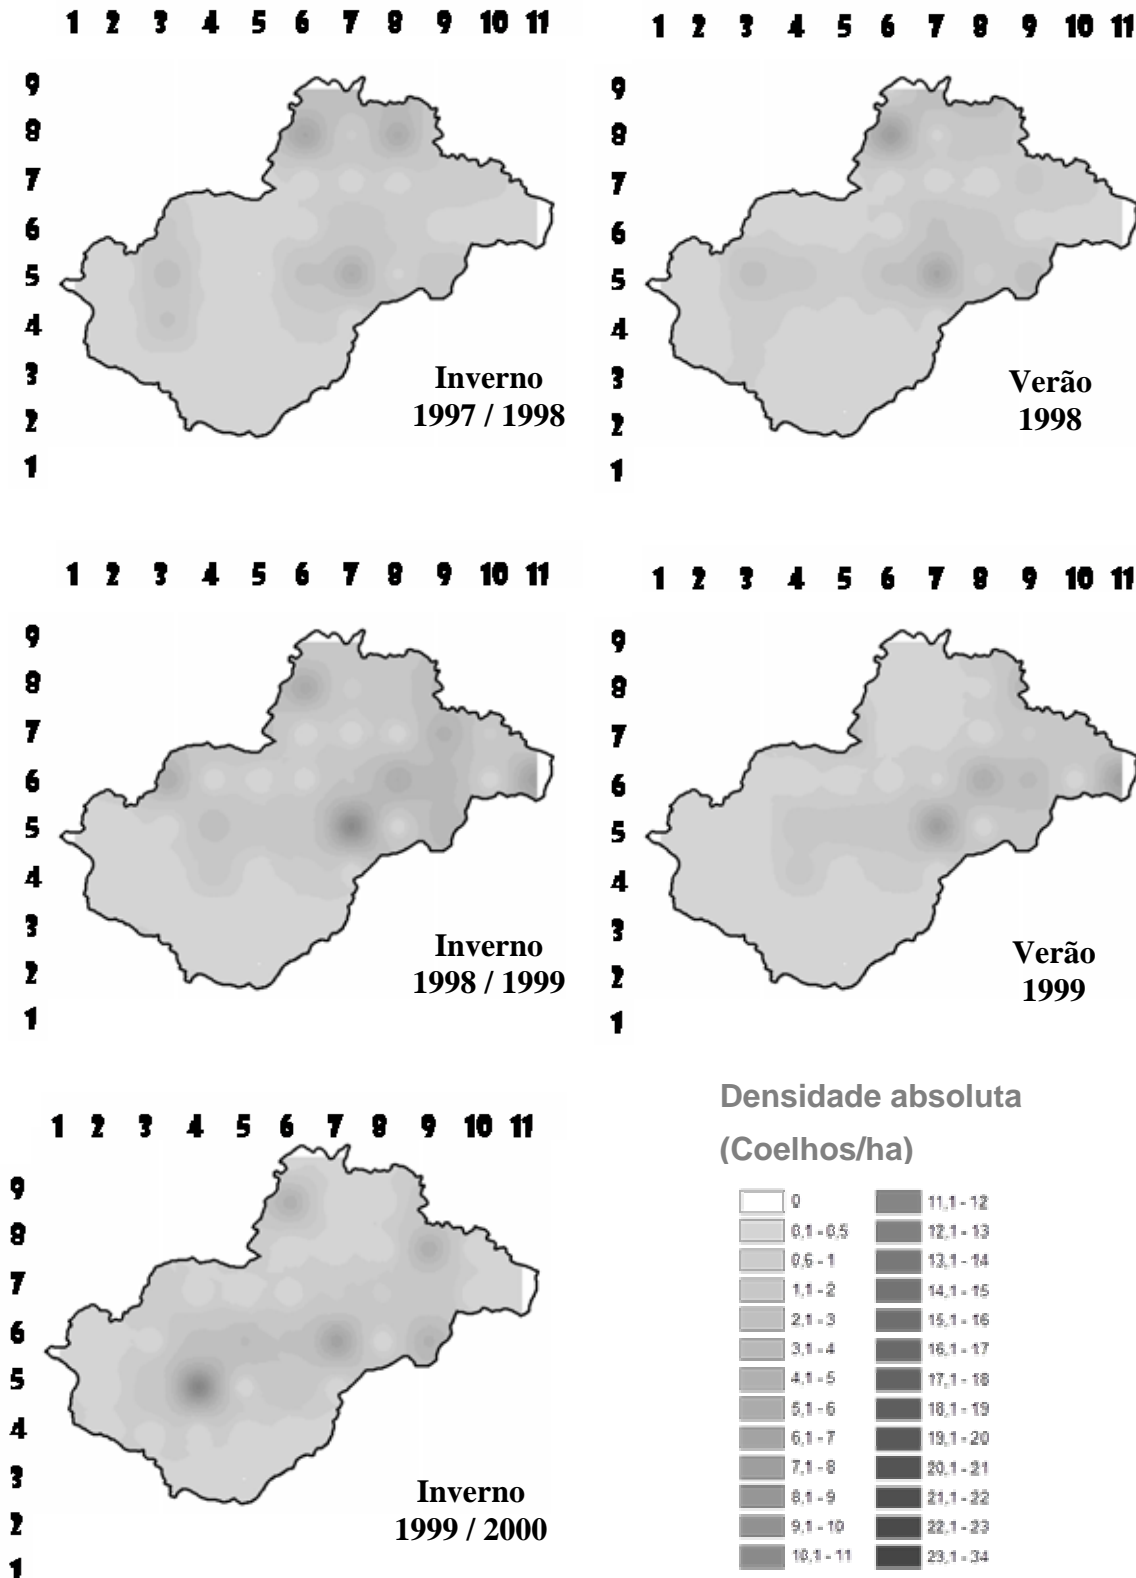 1 2 3 4 5 6 7 8 9 10 11
9
8
7
6
5
4
3
2
1
Inverno
1997 / 1998
1 2 3 4 5 6 7 8 9 10 11
9
8
7
6
5
4
3
2
1
Verão
1998
1 2 3 4 5 6 7 8 9 10 11
9
8
7
6
5
4
3
2
1
Inverno
1998 / 1999
1 2 3 4 5 6 7 8 9 10 11
9
8
7
6
5
4
3
2
1
Verão
1999
1 2 3 4 5 6 7 8 9 10 11
9
8
7
6
5
4
3
2
1
Inverno
1999 / 2000
Densidade absoluta
(Coelhos/ha)
0
0,1 - 0,5
0,6 - 1
1,1 - 2
2,1 - 3
3,1 - 4
4,1 - 5
5,1 - 6
6,1 - 7
7,1 - 8
8,1 - 9
9,1 - 10
10,1 - 11
11,1 - 12
12,1 - 13
13,1 - 14
14,1 - 15
15,1 - 16
16,1 - 17
17,1 - 18
18,1 - 19
19,1 - 20
20,1 - 21
21,1 - 22
22,1 - 23
23,1 - 34